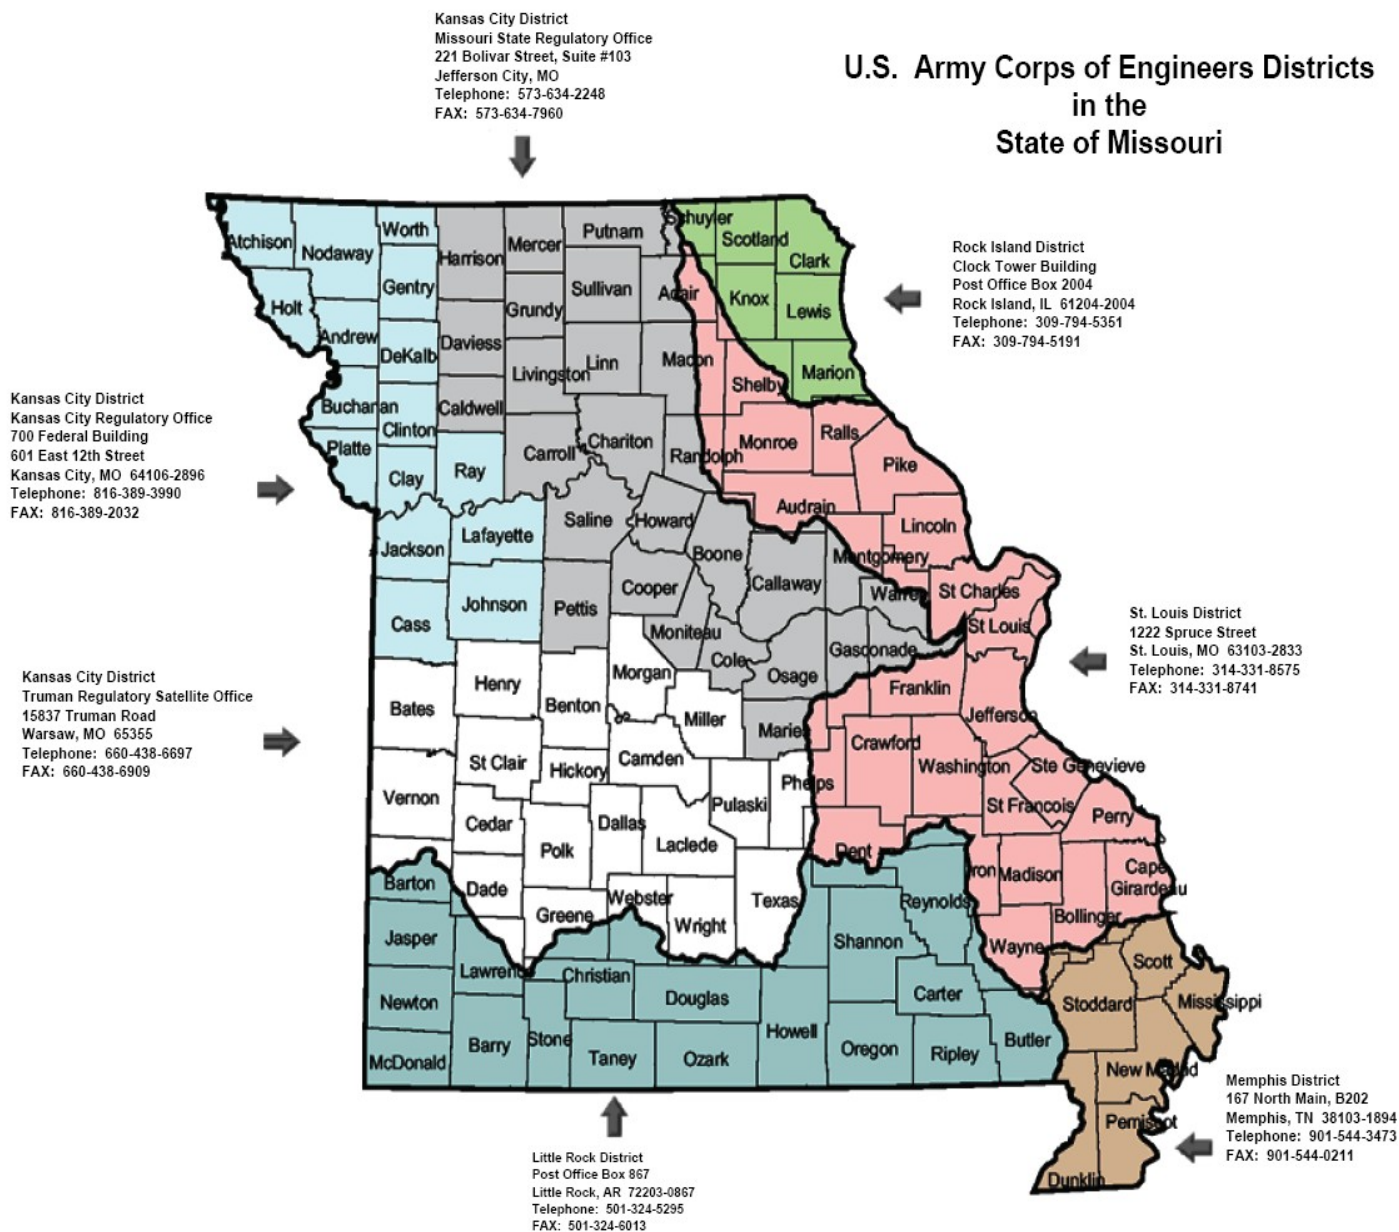 Kansas City District
Missouri State Regulatory Office
221 Bolivar Street, Suite #103
Jefferson City, MO
Telephone: 573-634-2248
FAX: 573-634-7960
U.S. Army Corps of Engineers Districts
in the
State of Missouri
Rock Island District
Clock Tower Building
Post Office Box 2004
Rock Island, IL 61204-2004
Telephone: 309-794-5351
FAX: 309-794-5191
Kansas City District
Kansas City Regulatory Office
700 Federal Building
601 East 12th Street
Kansas City, MO 64106-2896
Telephone: 816-389-3990
FAX: 816-389-2032
Kansas City District
Truman Regulatory Satellite Office
15837 Truman Road
Warsaw, MO 65355
Telephone: 660-438-6697
FAX: 660-438-6909
St. Louis District
1222 Spruce Street
St. Louis, MO 63103-2833
Telephone: 314-331-8575
FAX: 314-331-8741
Memphis District
167 North Main, B202
Memphis, TN 38103-1894
Telephone: 901-544-3473
FAX: 901-544-0211
Little Rock District
Post Office Box 867
Little Rock, AR 72203-0867
Telephone: 501-324-5295
FAX: 501-324-6013
Atchison
Nodaway
Worth
Harrison
Mercer
Putnam
Schuyler
Scotland
Clark
Holt
Gentry
Grundy
Sullivan
Adair
Knox
Lewis
Andrew
DeKalb
Daviess
Livingston
Linn
Macon
Shelby
Marion
Buchanan
Clinton
Caldwell
Platte
Clay
Ray
Carroll
Chariton
Randolph
Monroe
Ralls
Pike
Audrain
Lincoln
Jackson
Lafayette
Saline
Howard
Boone
Callaway
Montgomery
Warren
St Charles
St Louis
Cass
Johnson
Pettis
Cooper
Moniteau
Cole
Osage
Gasconade
Franklin
Jefferson
Bates
Henry
Benton
Morgan
Miller
Maries
Crawford
Washington
Ste Genevieve
St Francois
Perry
Vernon
St Clair
Hickory
Camden
Pulaski
Phelps
Cedar
Polk
Dallas
Laclede
Dent
Iron
Madison
Bollinger
Cape
Girardeau
Barton
Dade
Greene
Webster
Wright
Texas
Reynolds
Wayne
Jasper
Lawrence
Christian
Douglas
Shannon
Carter
Stoddard
Scott
Mississippi
Newton
McDonald
Barry
Stone
Taney
Ozark
Howell
Oregon
Ripley
Butler
New Madrid
Pemiscot
Dunklin